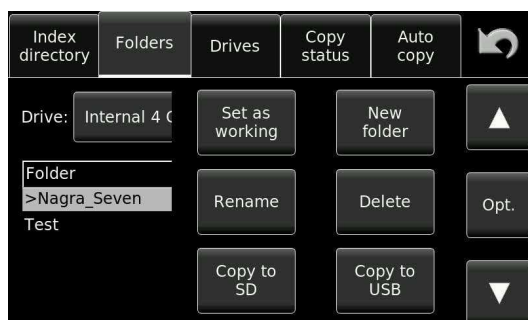 Index
directory
Folders
Drives
Copy
status
Auto
copy
Drive:
Internal 4 
Set as
working
New
folder
Folder
>Nagra_Seven
Test
Rename
Delete
Opt.
Copy to
SD
Copy to
USB